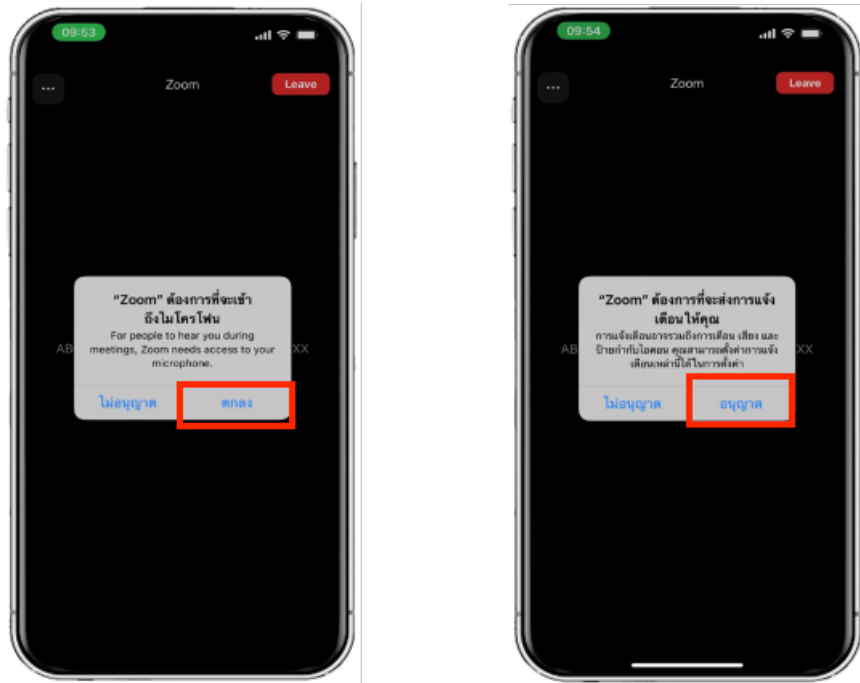 09:53
Zoom
Leave
"Zoom" ต้องการที่จะเข้า
ถึงไมโครโฟน
For people to hear you during
meetings, Zoom needs access to your
microphone.
AB
XX
ไม่อนุญาต
ตกลง
09:54
Zoom
Leave
"Zoom" ต้องการที่จะส่งการแจ้ง
เตือนให้คุณ
การแจ้งเตือนอาจรวมถึงการเตือน เสียง และ
ป้ายกำกับไอคอน คุณสามารถตั้งค่าการแจ้ง
เตือนเหล่านี้ได้ในการตั้งค่า
AB
XX
ไม่อนุญาต
อนุญาต